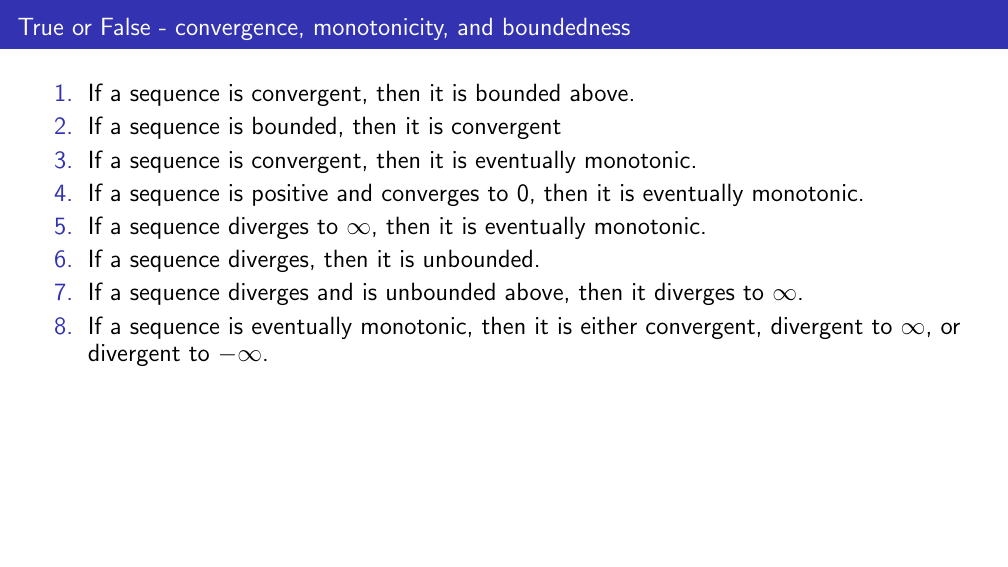 True or False - convergence, monotonicity, and boundedness
1. If a sequence is convergent, then it is bounded above.
2. If a sequence is bounded, then it is convergent
3. If a sequence is convergent, then it is eventually monotonic.
4. If a sequence is positive and converges to 0, then it is eventually monotonic.
5. If a sequence diverges to ∞, then it is eventually monotonic.
6. If a sequence diverges, then it is unbounded.
7. If a sequence diverges and is unbounded above, then it diverges to ∞.
8. If a sequence is eventually monotonic, then it is either convergent, divergent to ∞, or
divergent to −∞.